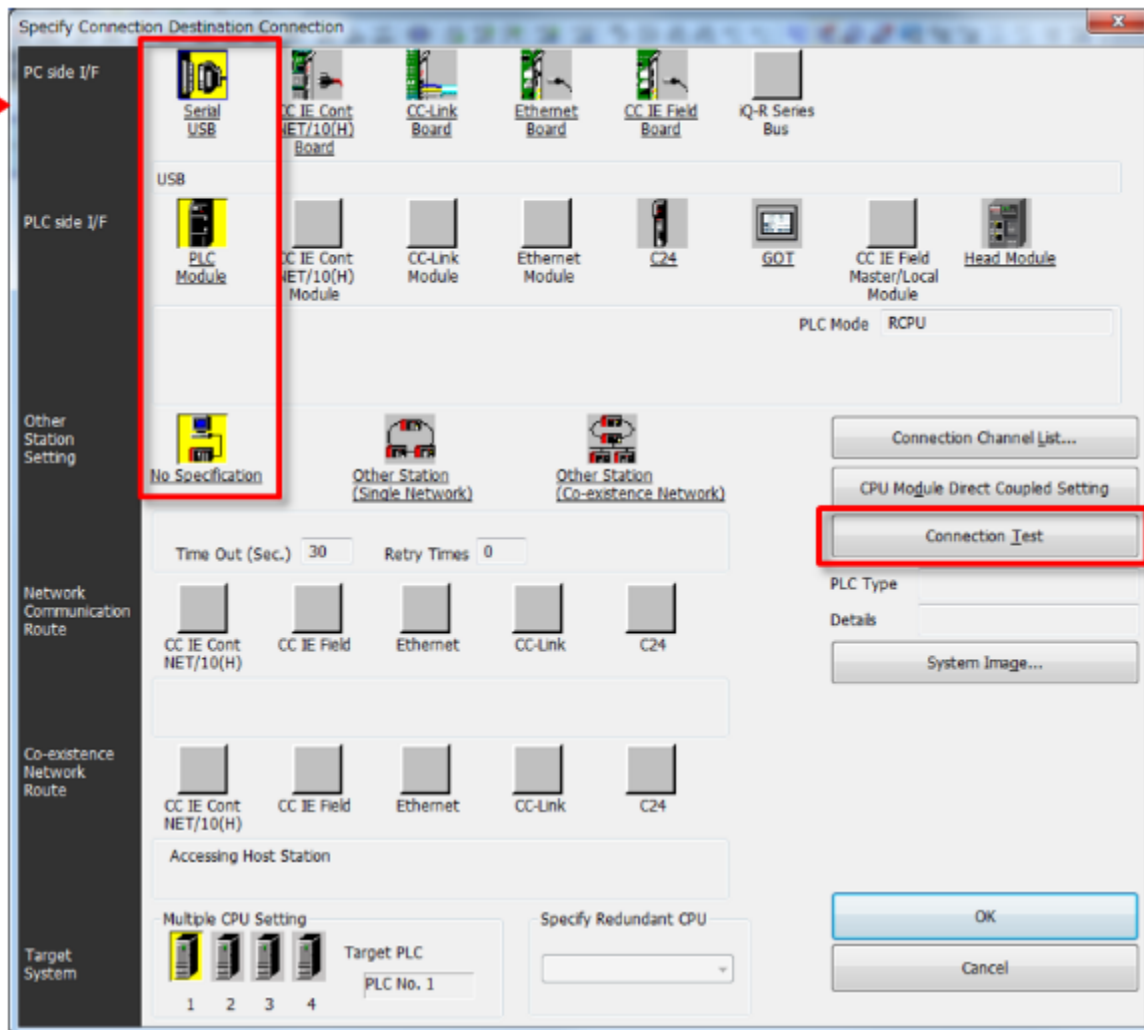 Specify Connection Destination Connection
PC side I/F
Serial
USB
CC IE Cont
NET/10(H)
Board
CC-Link
Board
Ethernet
Board
CC IE Field
Board
iQ-R Series
Bus
USB
PLC side I/F
PLC
Module
CC IE Cont
NET/10(H)
Module
CC-Link
Module
Ethernet
Module
C24
GOT
CC IE Field
Master/Local
Module
Head Module
PLC Mode RCPU
Other
Station
Setting
No Specification
Other Station
(Single Network)
Other Station
(Co-existence Network)
Connection Channel List...
CPU Module Direct Coupled Setting
Connection Test
Time Out (Sec.) 30 Retry Times 0
PLC Type
Details
System Image...
Network
Communication
Route
CC IE Cont
NET/10(H)
CC IE Field
Ethernet
CC-Link
C24
Co-existence
Network
Route
CC IE Cont
NET/10(H)
CC IE Field
Ethernet
CC-Link
C24
Accessing Host Station
Target
System
Multiple CPU Setting
1 2 3 4
Target PLC
PLC No. 1
Specify Redundant CPU
OK
Cancel